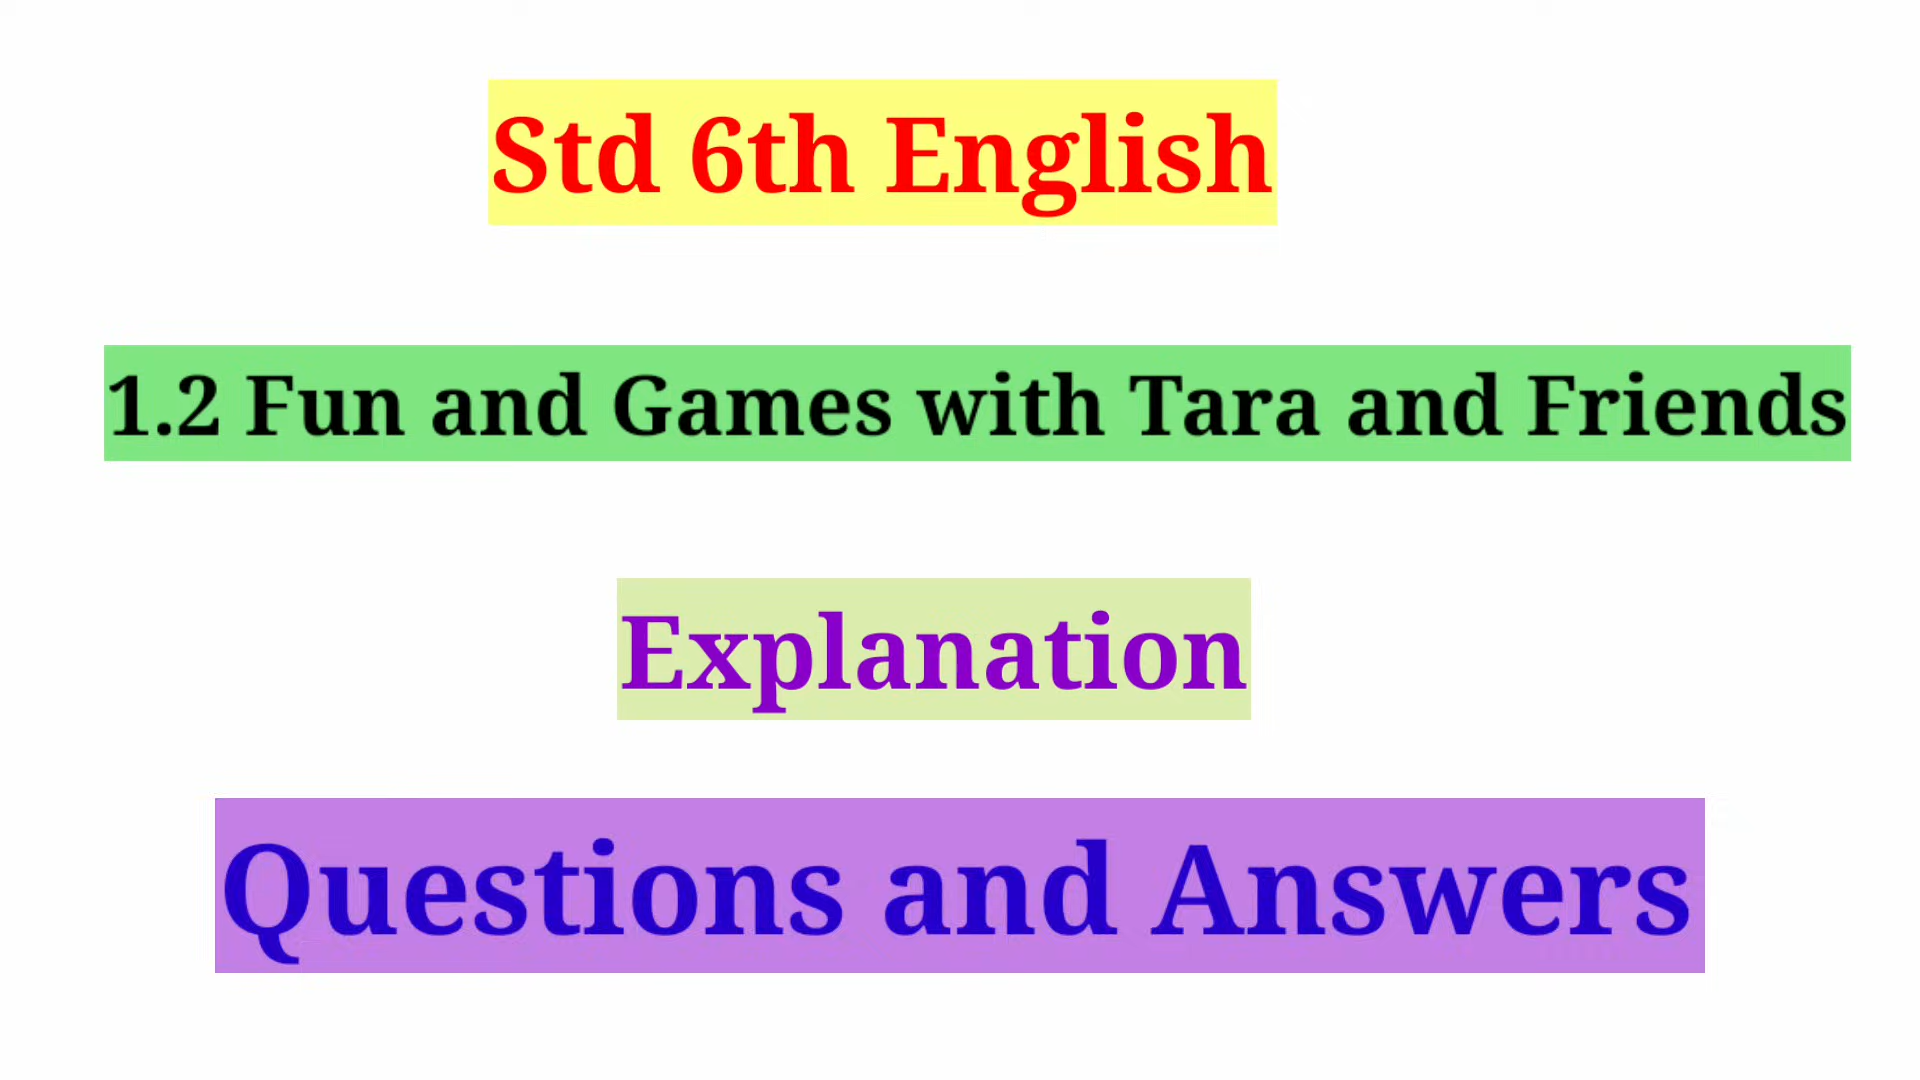 Std 6th English
1.2 Fun and Games with Tara and Friends
Explanation
Questions and Answers